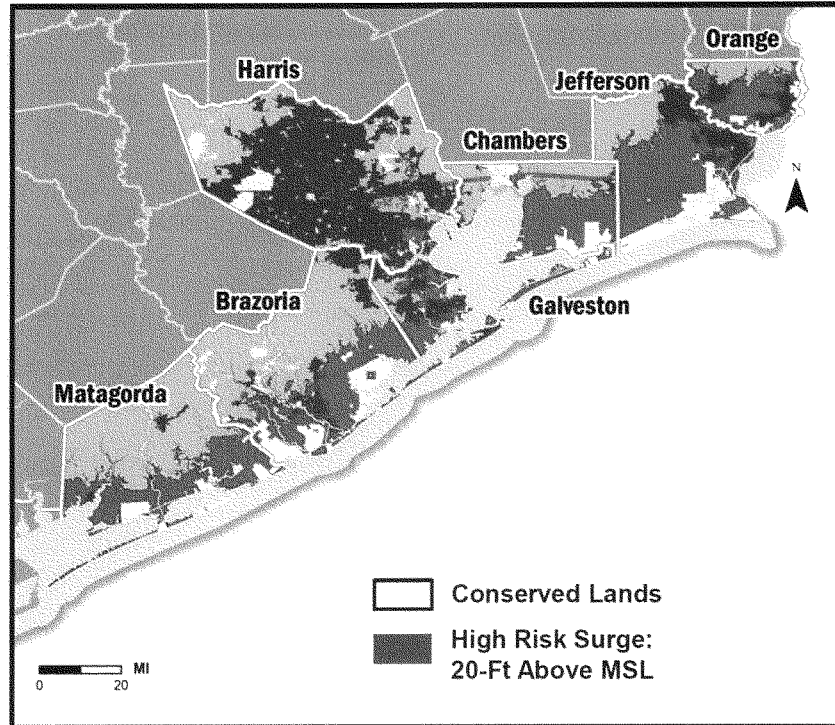 Orange
Harris
Jefferson
Chambers
N
Brazoria
Galveston
Matagorda
Conserved Lands
High Risk Surge:
20-Ft Above MSL
MI
0 20